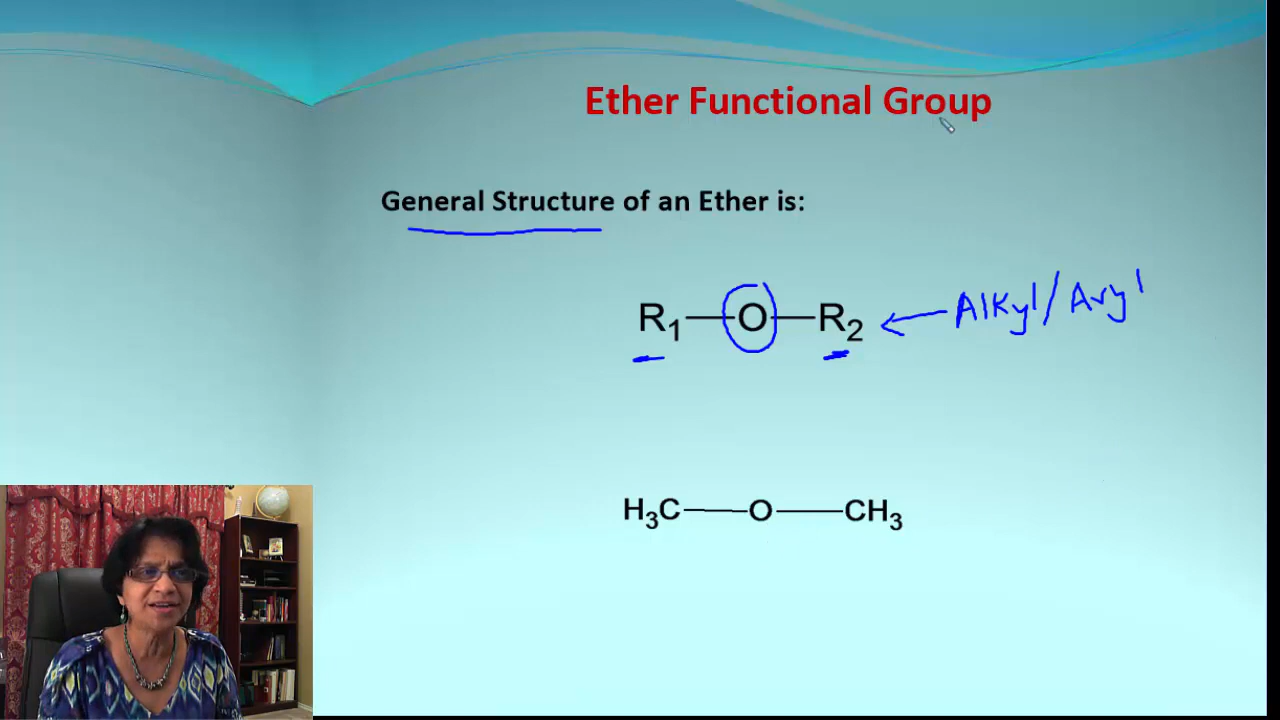 Ether Functional Group
General Structure of an Ether is:
R₁—O—R₂ ← Alkyl/Aryl
H₃C—O—CH₃